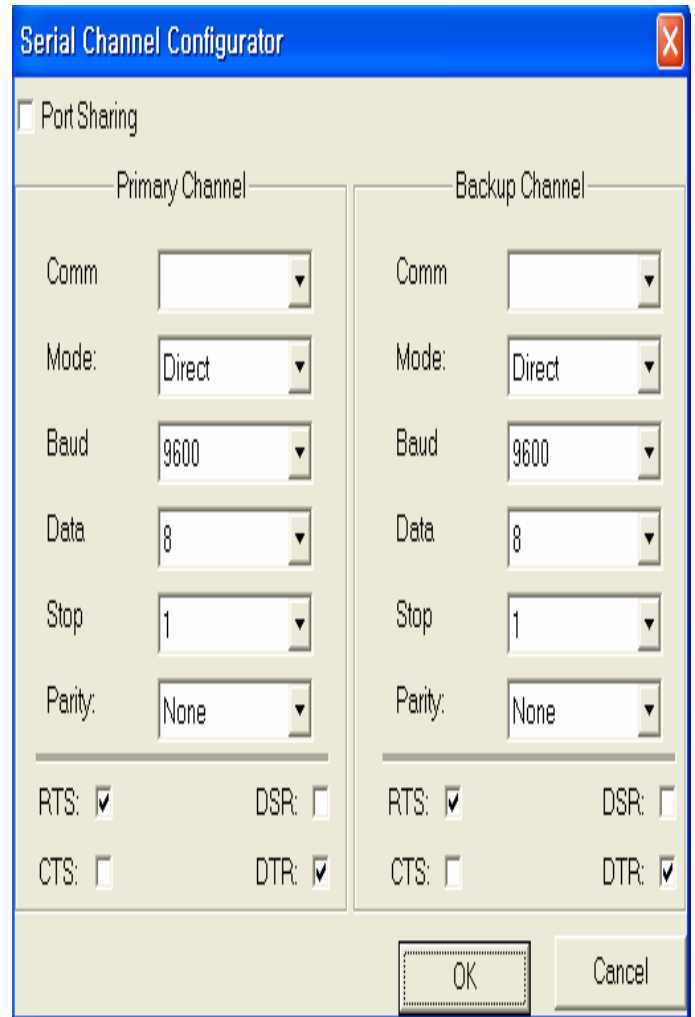 Serial Channel Configurator
Port Sharing
Primary Channel
Comm
Mode: Direct
Baud 9600
Data 8
Stop 1
Parity: None
RTS: DSR:
CTS: DTR:
Backup Channel
Comm
Mode: Direct
Baud 9600
Data 8
Stop 1
Parity: None
RTS: DSR:
CTS: DTR:
OK Cancel